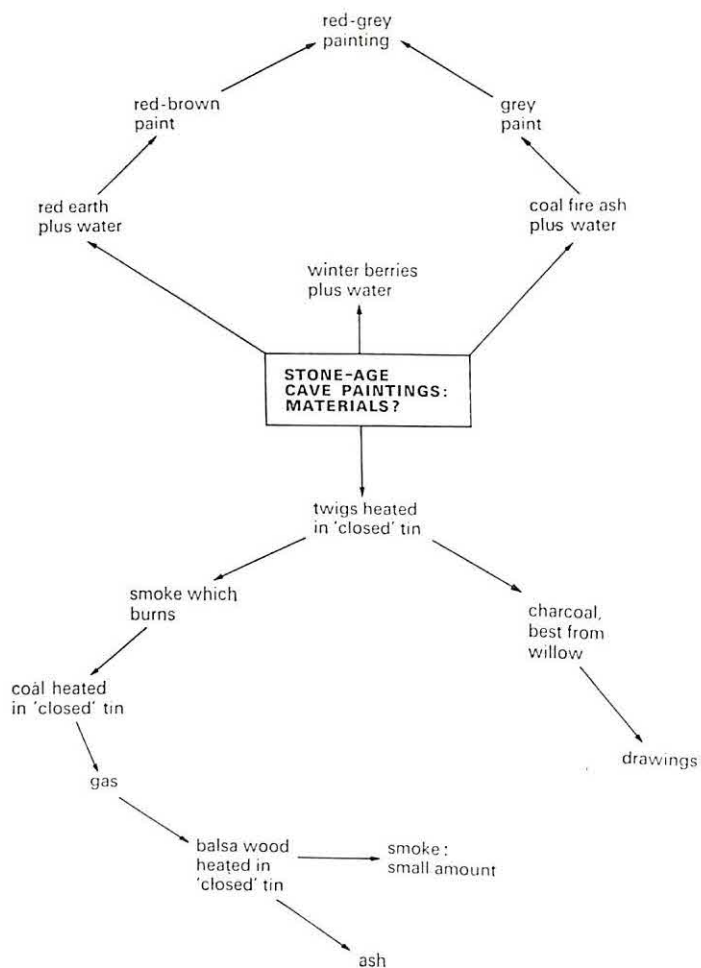 red-grey
painting
red-brown
paint
grey
paint
red earth
plus water
coal fire ash
plus water
winter berries
plus water
STONE-AGE
CAVE PAINTINGS:
MATERIALS?
twigs heated
in 'closed' tin
smoke which
burns
charcoal,
best from
willow
coal heated
in 'closed' tin
drawings
gas
balsa wood
heated in
'closed' tin
smoke:
small amount
ash